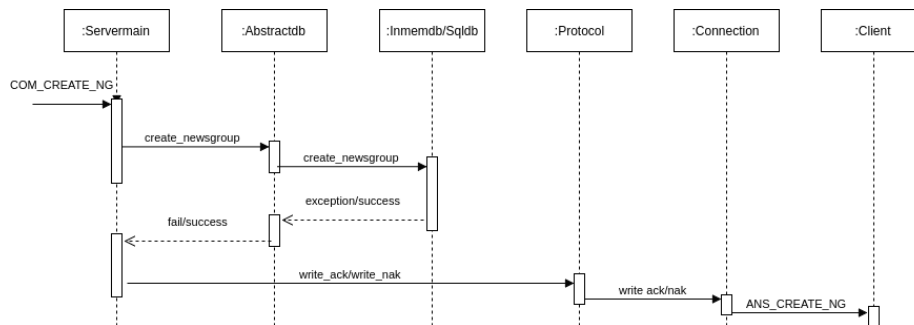 :Servermain
:Abstractdb
:Inmemdb/Sqldb
:Protocol
:Connection
:Client
COM_CREATE_NG
create_newsgroup
create_newsgroup
exception/success
fail/success
write_ack/write_nak
write ack/nak
ANS_CREATE_NG